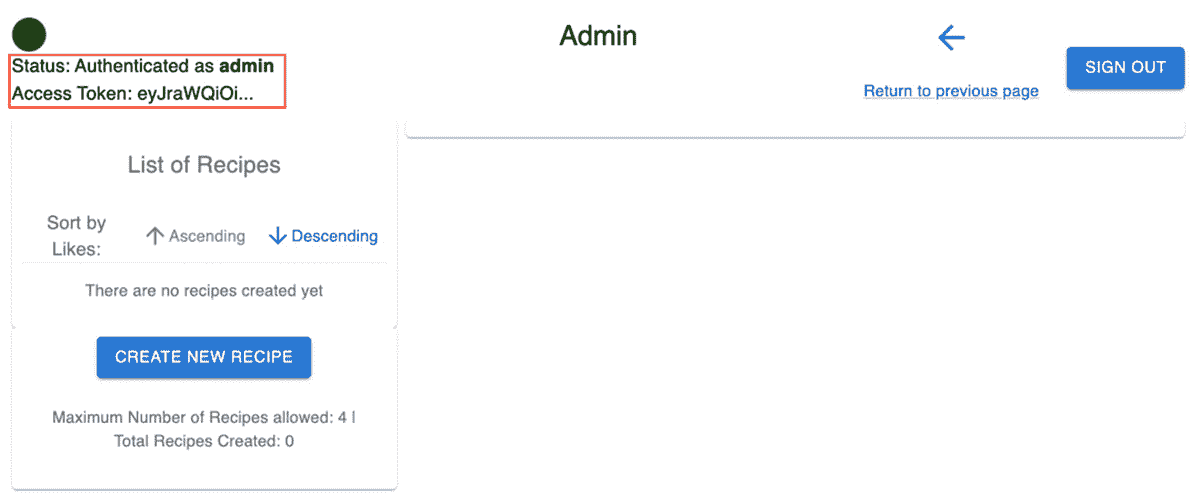 Admin
Status: Authenticated as admin
Access Token: eyJraWQiOi...
Return to previous page
SIGN OUT
List of Recipes
Sort by
Likes:
Ascending
Descending
There are no recipes created yet
CREATE NEW RECIPE
Maximum Number of Recipes allowed: 4 |
Total Recipes Created: 0